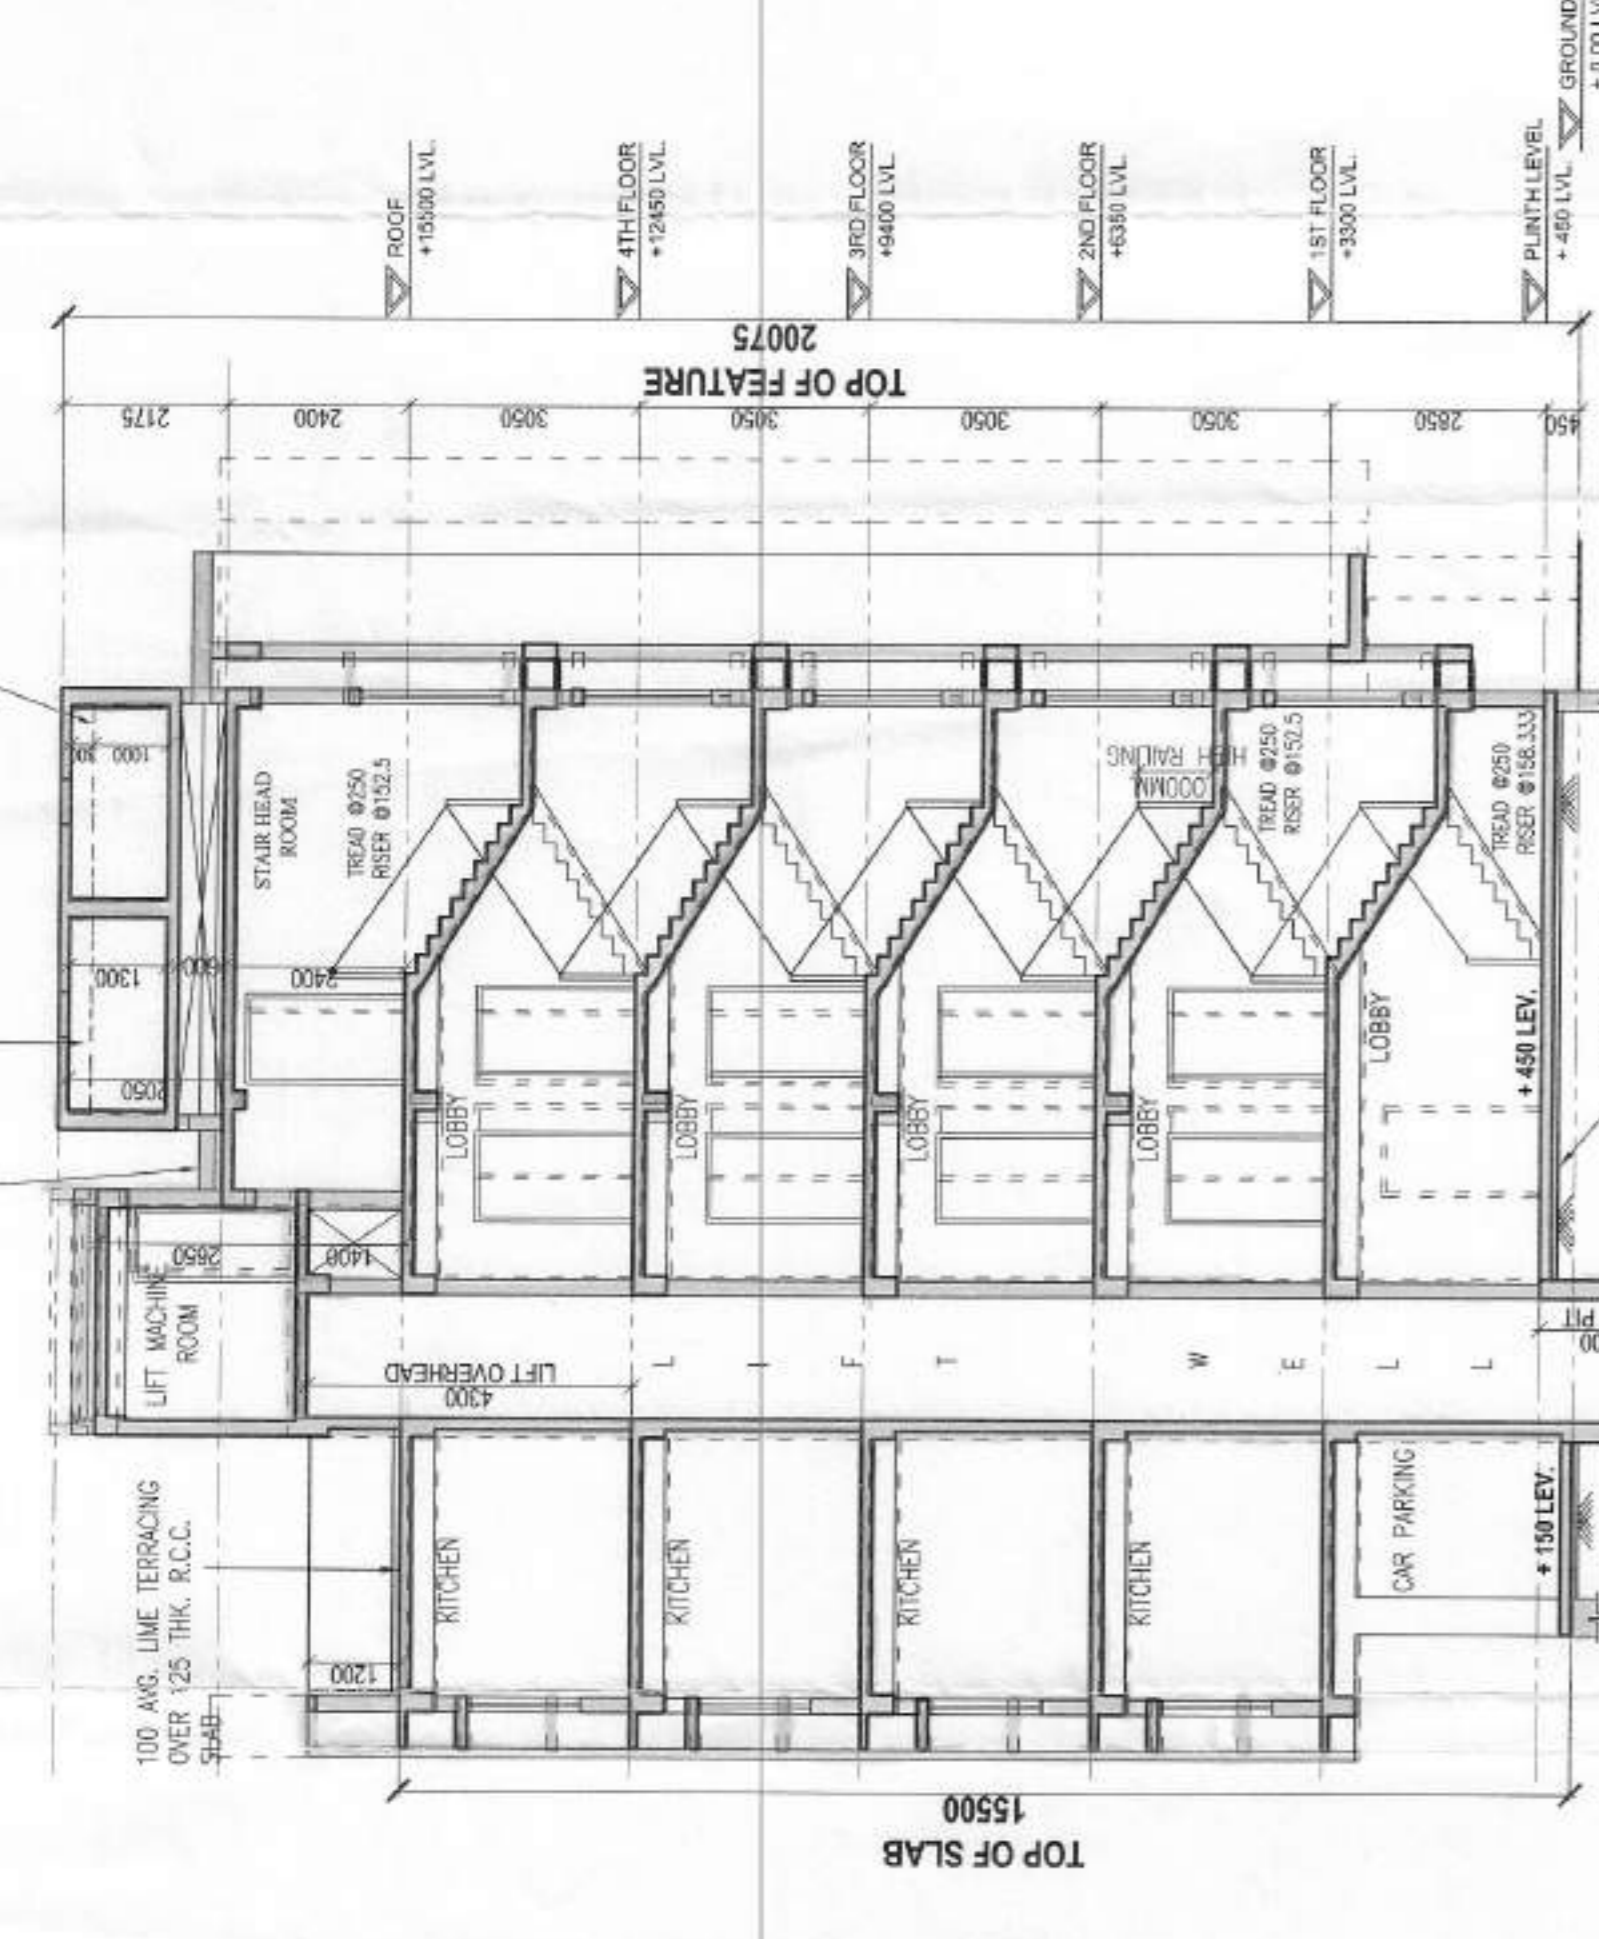 ROOF
+15500 LVL.
4TH FLOOR
+12450 LVL.
3RD FLOOR
+9400 LVL.
2ND FLOOR
+6350 LVL.
1ST FLOOR
+3300 LVL.
PLINTH LEVEL
+ 450 LVL.
GROUND
20075
TOP OF FEATURE
2175
2400
3050
3050
3050
3050
2850
450
1000
1300
600
2400
2050
STAIR HEAD
ROOM
TREAD @250
RISER @152.5
HIGH RAILING
TREAD @250
RISER @152.5
TREAD @250
RISER @158.333
LOBBY
LOBBY
LOBBY
LOBBY
LOBBY
+ 450 LEV.
2650
1400
LIFT MACHIN
ROOM
LIFT OVERHEAD
4300
L I F T W E L L
PIT
100 AVG. LIME TERRACING
OVER 125 THK. R.C.C.
SLAB
1200
KITCHEN
KITCHEN
KITCHEN
KITCHEN
CAR PARKING
+ 150 LEV.
15500
TOP OF SLAB